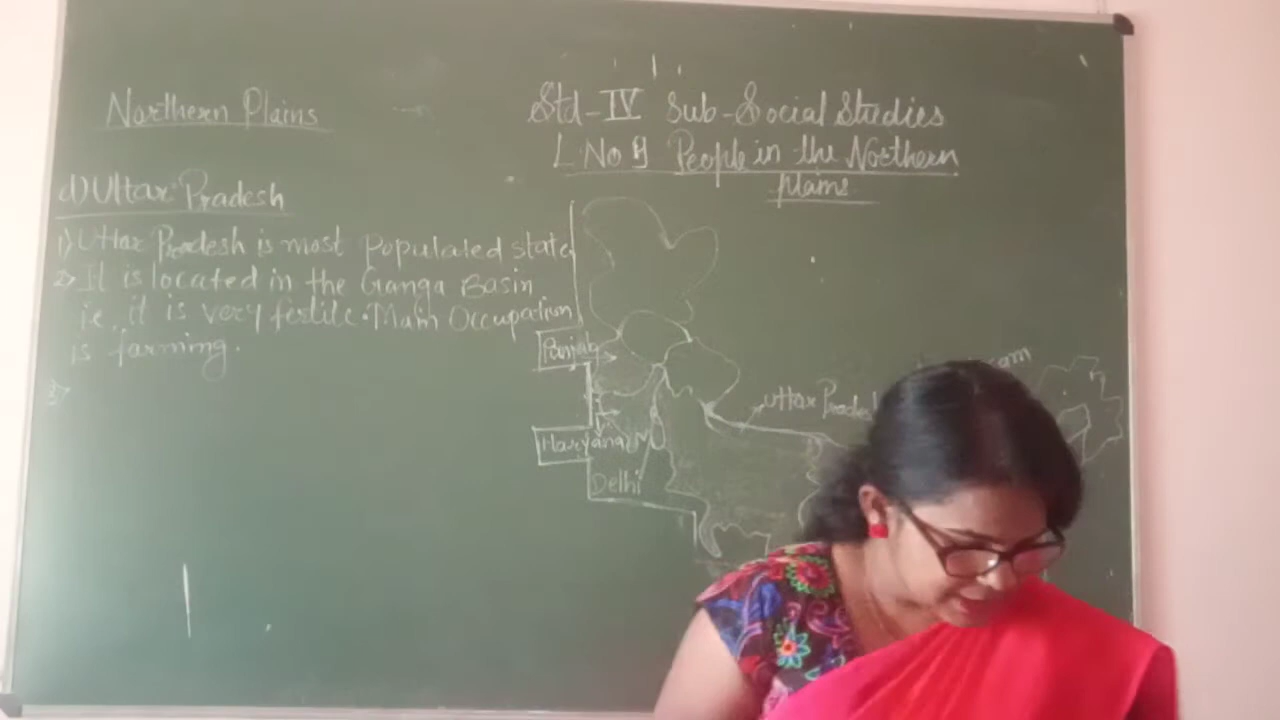 Northern Plains
Std-IV Sub-Social Studies
L No 9 People in the Northern
plains
d) Uttar Pradesh
1) Uttar Pradesh is most populated state.
2) It is located in the Ganga Basin
i.e. it is very fertile. Main Occupation
is farming.
3)
Punjab
Haryana
Delhi
Uttar Pradesh